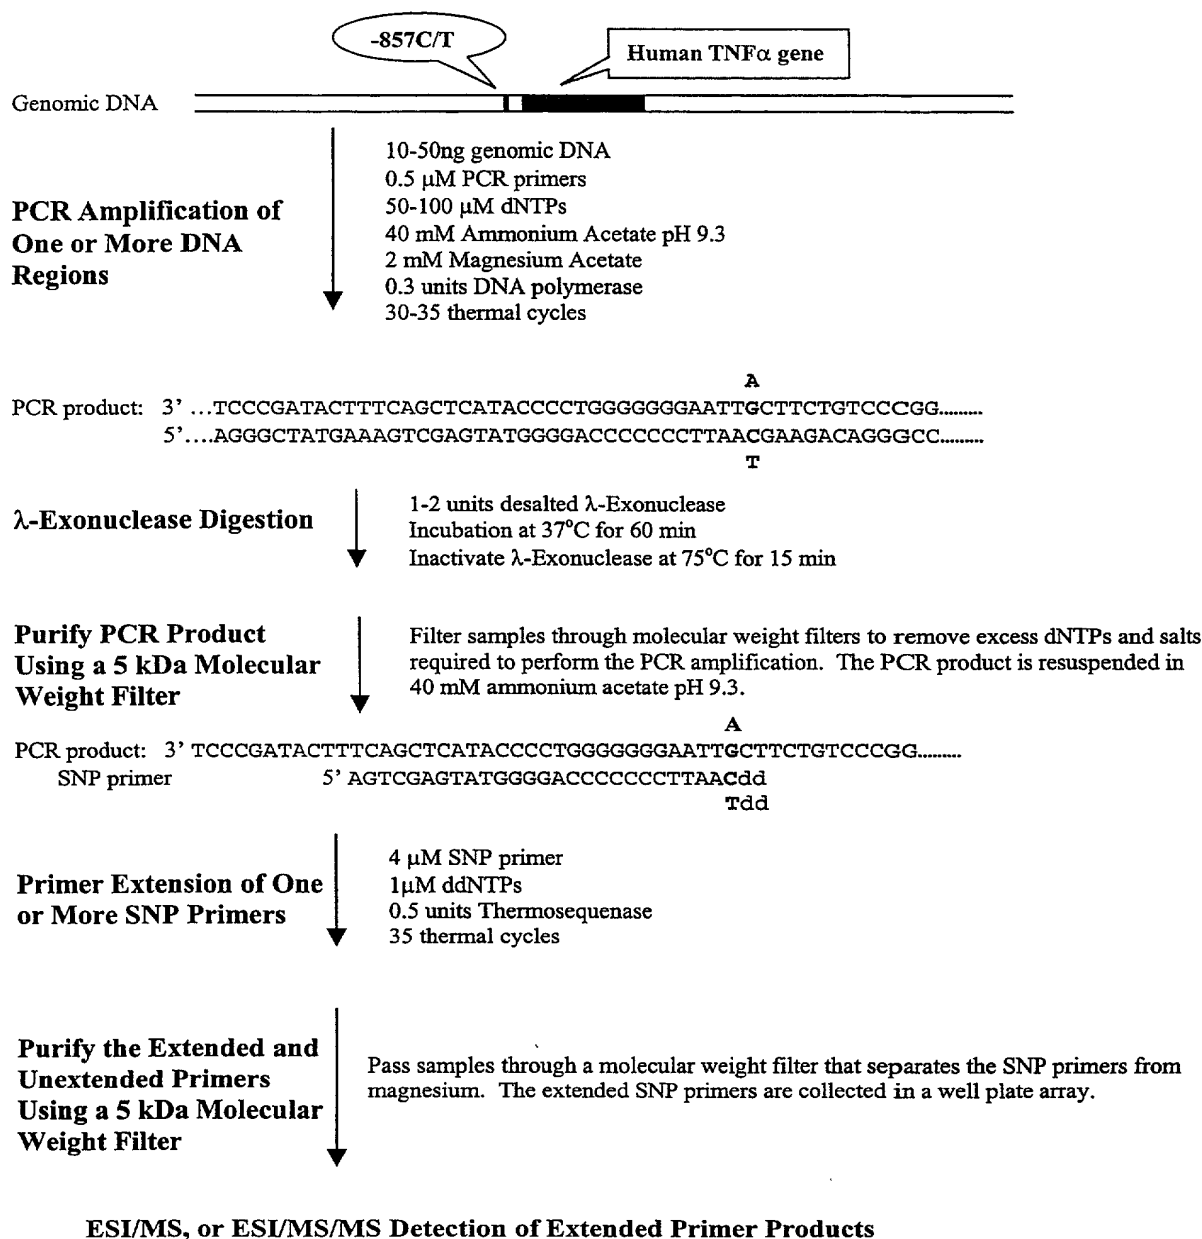 -857C/T
Human TNFα gene
Genomic DNA
10-50ng genomic DNA
0.5 µM PCR primers
50-100 µM dNTPs
40 mM Ammonium Acetate pH 9.3
2 mM Magnesium Acetate
0.3 units DNA polymerase
30-35 thermal cycles
PCR Amplification of
One or More DNA
Regions
A
PCR product: 3’ ...TCCCGATACTTTCAGCTCATACCCCTGGGGGGGAATTGCTTCTGTCCCGG.........
5’....AGGGCTATGAAAGTCGAGTATGGGGACCCCCCCTTAACGAAGACAGGGCC.........
T
λ-Exonuclease Digestion
1-2 units desalted λ-Exonuclease
Incubation at 37°C for 60 min
Inactivate λ-Exonuclease at 75°C for 15 min
Purify PCR Product
Using a 5 kDa Molecular
Weight Filter
Filter samples through molecular weight filters to remove excess dNTPs and salts
required to perform the PCR amplification. The PCR product is resuspended in
40 mM ammonium acetate pH 9.3.
A
PCR product: 3’ TCCCGATACTTTCAGCTCATACCCCTGGGGGGGAATTGCTTCTGTCCCGG.........
SNP primer 5’ AGTCGAGTATGGGGACCCCCCCTTAACdd
Tdd
Primer Extension of One
or More SNP Primers
4 µM SNP primer
1µM ddNTPs
0.5 units Thermosequenase
35 thermal cycles
Purify the Extended and
Unextended Primers
Using a 5 kDa Molecular
Weight Filter
Pass samples through a molecular weight filter that separates the SNP primers from
magnesium. The extended SNP primers are collected in a well plate array.
ESI/MS, or ESI/MS/MS Detection of Extended Primer Products